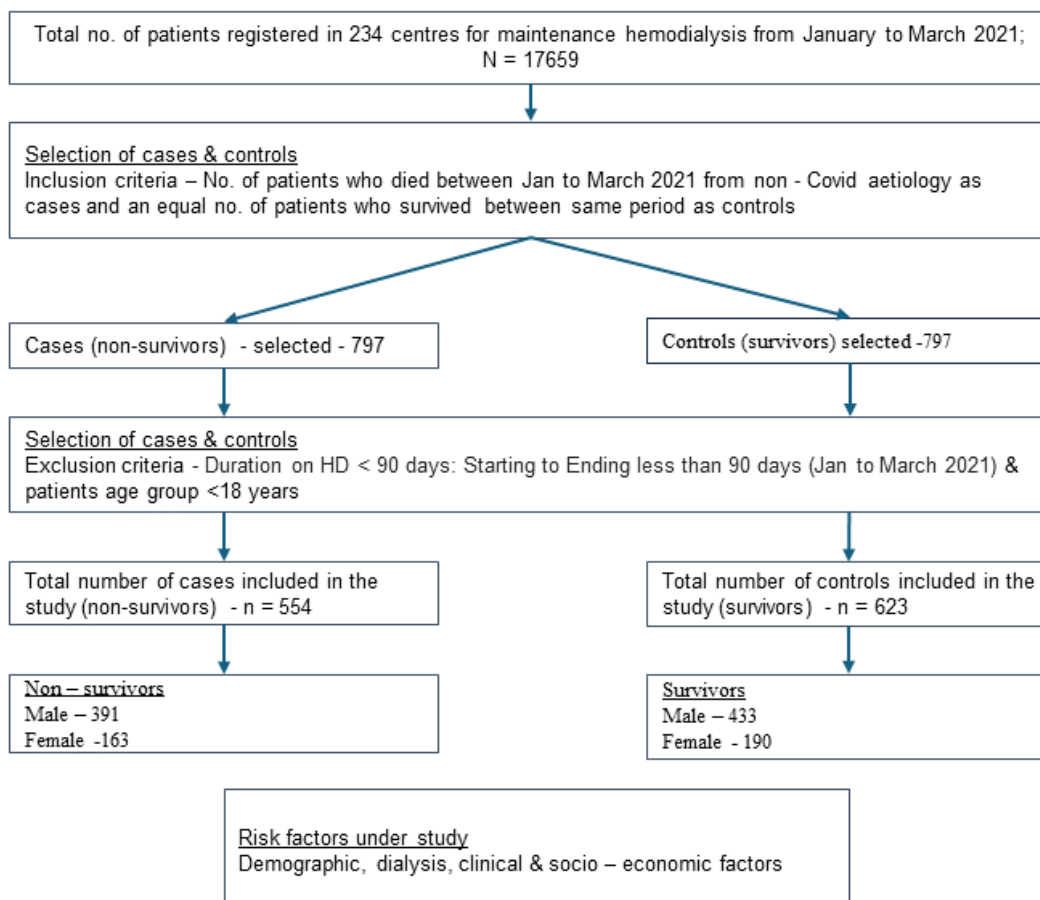 Total no. of patients registered in 234 centres for maintenance hemodialysis from January to March 2021;
N = 17659
Selection of cases & controls
Inclusion criteria – No. of patients who died between Jan to March 2021 from non - Covid aetiology as
cases and an equal no. of patients who survived between same period as controls
Cases (non-survivors) - selected - 797
Controls (survivors) selected -797
Selection of cases & controls
Exclusion criteria - Duration on HD < 90 days: Starting to Ending less than 90 days (Jan to March 2021) &
patients age group <18 years
Total number of cases included in the
study (non-survivors) - n = 554
Total number of controls included in the
study (survivors) - n = 623
Non – survivors
Male – 391
Female -163
Survivors
Male – 433
Female - 190
Risk factors under study
Demographic, dialysis, clinical & socio – economic factors